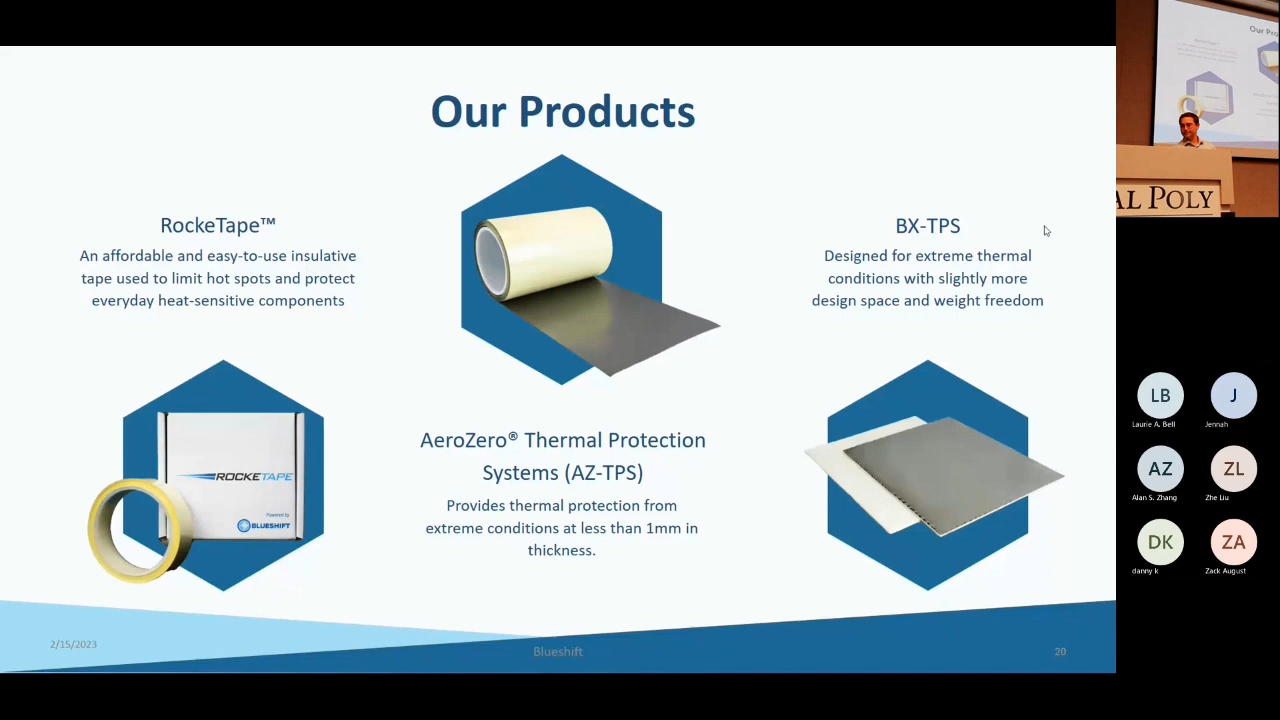 Our Products
RockeTape™
An affordable and easy-to-use insulative
tape used to limit hot spots and protect
everyday heat-sensitive components
ROCKETAPE
Powered by
BLUESHIFT
AeroZero® Thermal Protection
Systems (AZ-TPS)
Provides thermal protection from
extreme conditions at less than 1mm in
thickness.
BX-TPS
Designed for extreme thermal
conditions with slightly more
design space and weight freedom
2/15/2023
Blueshift
20
Our Pro
AL POLY
LB
Laurie A. Bell
J
Jennah
AZ
Alan S. Zhang
ZL
Zhe Liu
DK
danny k
ZA
Zack August